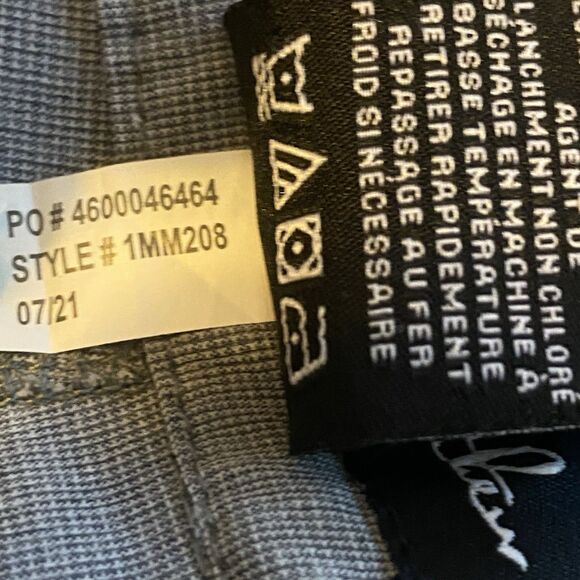 PO# 4600046464
STYLE# 1MM208
07/21
AGENT DE
BLANCHIMENT NON CHLORÉ
SÉCHAGE EN MACHINE À
BASSE TEMPÉRATURE
RETIRER RAPIDEMENT
REPASSAGE AU FER
FROID SI NÉCESSAIRE